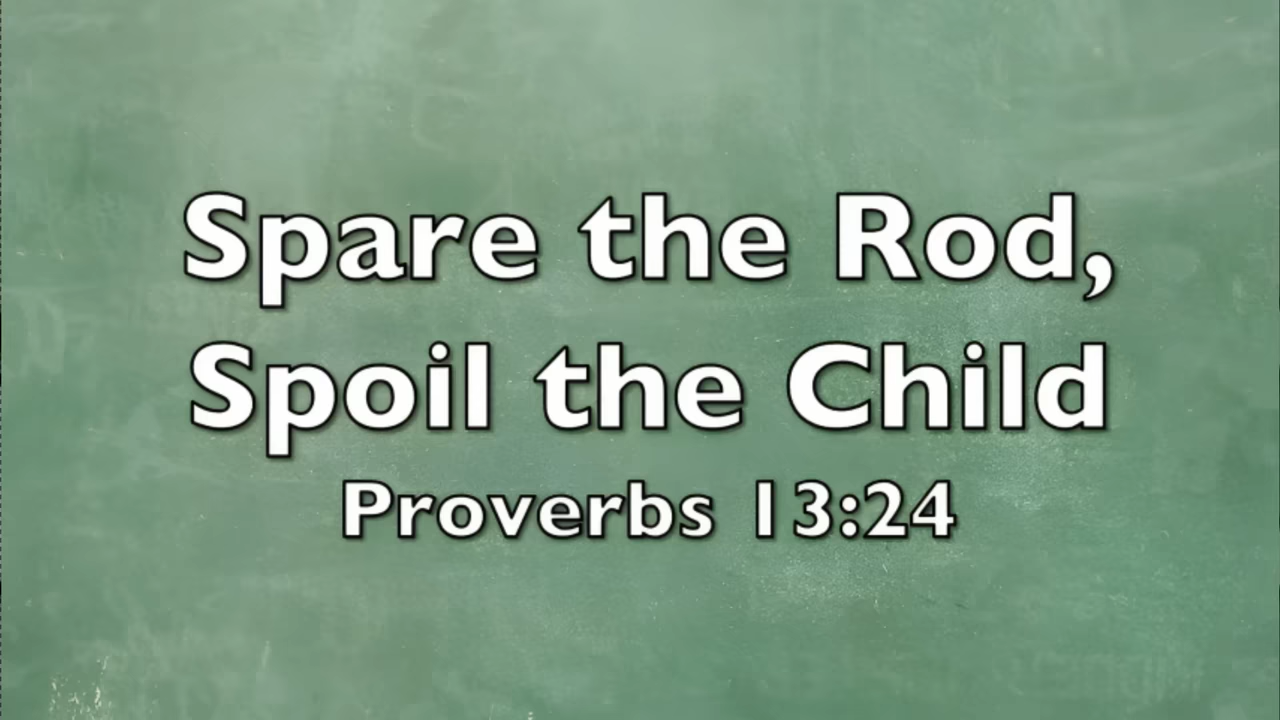 Spare the Rod,
Spoil the Child
Proverbs 13:24